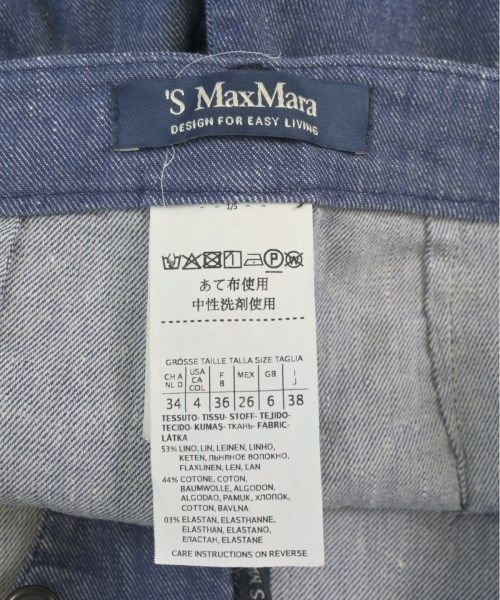 'S MaxMara
DESIGN FOR EASY LIVING
1/5
P W
あて布使用
中性洗剤使用
GRÖSSE TAILLE TALLA SIZE TAGLIA
CH A NL D USA CA COL F B MEX GB I J
34 4 36 26 6 38
TESSUTO- TISSU- STOFF- TEJIDO-
TECIDO- KUMAŞ- ТКАНЬ- FABRIC-
LÁTKA
53% LINO, LIN, LEINEN, LINHO,
KETEN, ЛЬНЯНОЕ ВОЛОКНО,
FLAXLINEN, LEN, ĽAN
44% COTONE, COTON,
BAUMWOLLE, ALGODON,
ALGODAO, PAMUK, ХЛОПОК,
COTTON, BAVLNA
03% ELASTAN, ELASTHANNE,
ELASTHAN, ELASTANO,
ЕЛАСТАН, ELASTANE
CARE INSTRUCTIONS ON REVERSE